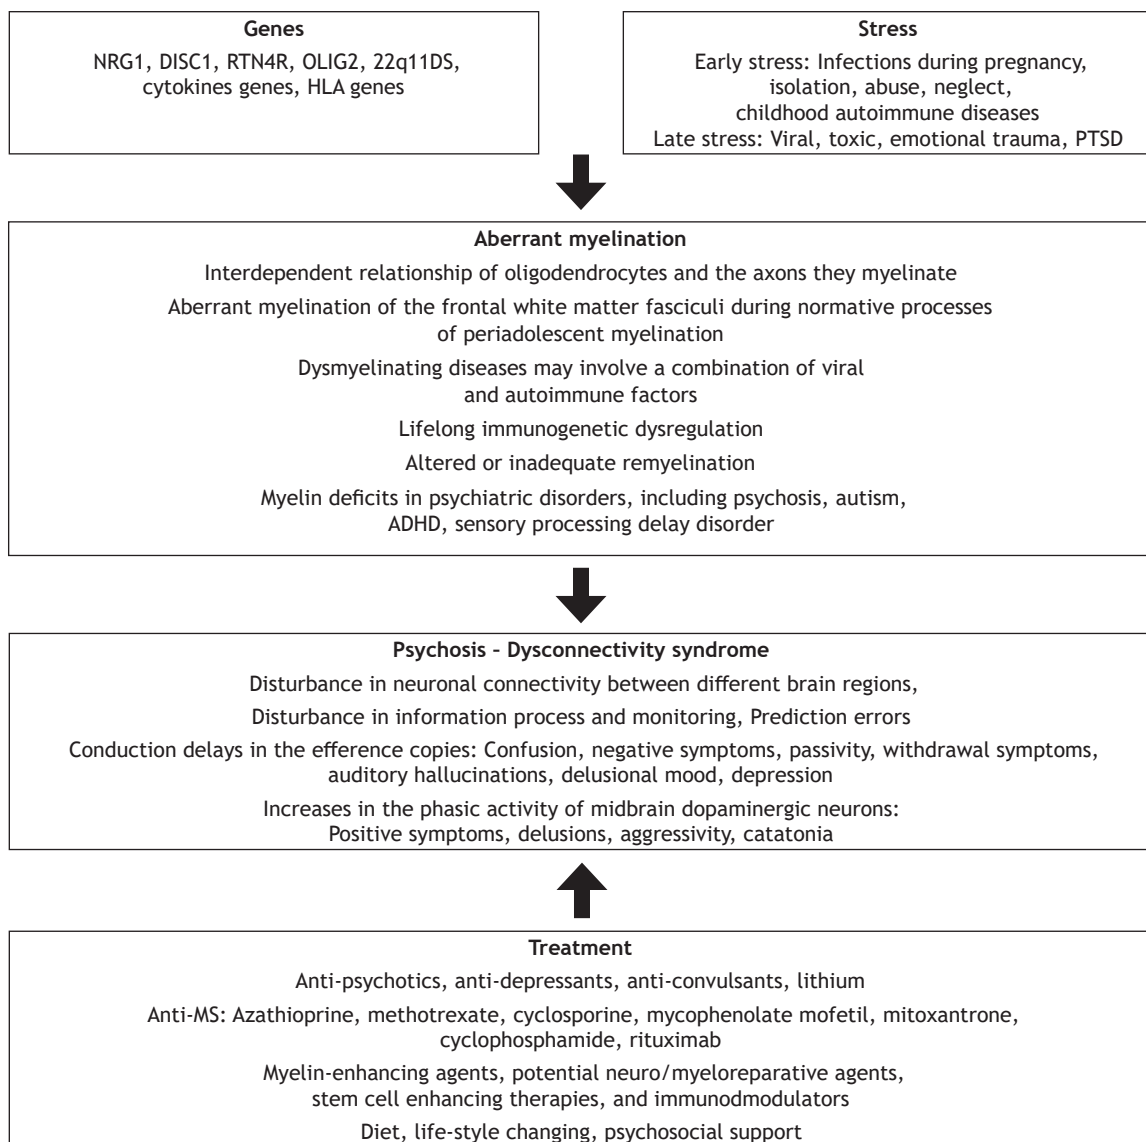 Genes
NRG1, DISC1, RTN4R, OLIG2, 22q11DS,
cytokines genes, HLA genes
Stress
Early stress: Infections during pregnancy,
isolation, abuse, neglect,
childhood autoimmune diseases
Late stress: Viral, toxic, emotional trauma, PTSD
Aberrant myelination
Interdependent relationship of oligodendrocytes and the axons they myelinate
Aberrant myelination of the frontal white matter fasciculi during normative processes
of periadolescent myelination
Dysmyelinating diseases may involve a combination of viral
and autoimmune factors
Lifelong immunogenetic dysregulation
Altered or inadequate remyelination
Myelin deficits in psychiatric disorders, including psychosis, autism,
ADHD, sensory processing delay disorder
Psychosis – Dysconnectivity syndrome
Disturbance in neuronal connectivity between different brain regions,
Disturbance in information process and monitoring, Prediction errors
Conduction delays in the efference copies: Confusion, negative symptoms, passivity, withdrawal symptoms,
auditory hallucinations, delusional mood, depression
Increases in the phasic activity of midbrain dopaminergic neurons:
Positive symptoms, delusions, aggressivity, catatonia
Treatment
Anti-psychotics, anti-depressants, anti-convulsants, lithium
Anti-MS: Azathioprine, methotrexate, cyclosporine, mycophenolate mofetil, mitoxantrone,
cyclophosphamide, rituximab
Myelin-enhancing agents, potential neuro/myeloreparative agents,
stem cell enhancing therapies, and immunodmodulators
Diet, life-style changing, psychosocial support